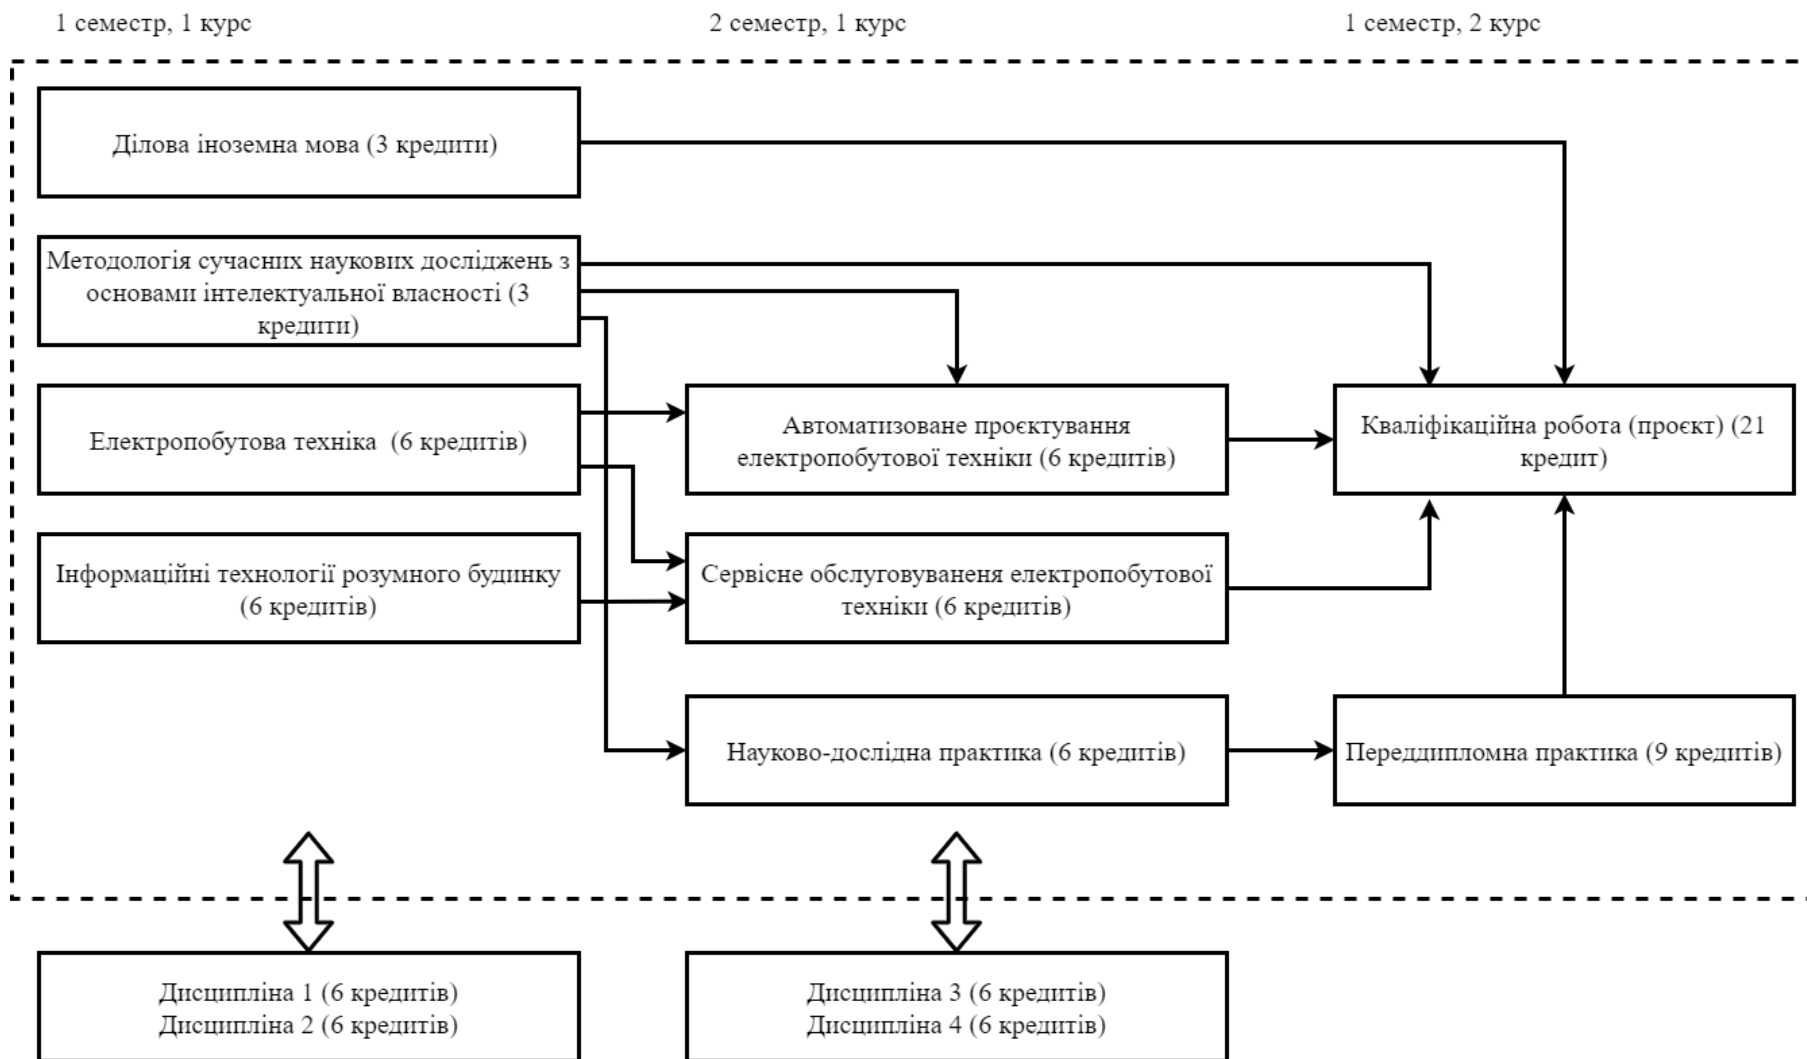 1 семестр, 1 курс
2 семестр, 1 курс
1 семестр, 2 курс
Ділова іноземна мова (3 кредити)
Методологія сучасних наукових досліджень з
основами інтелектуальної власності (3
кредити)
Електропобутова техніка (6 кредитів)
Автоматизоване проєктування
електропобутової техніки (6 кредитів)
Кваліфікаційна робота (проєкт) (21
кредит)
Інформаційні технології розумного будинку
(6 кредитів)
Сервісне обслуговуваненя електропобутової
техніки (6 кредитів)
Науково-дослідна практика (6 кредитів)
Переддипломна практика (9 кредитів)
Дисципліна 1 (6 кредитів)
Дисципліна 2 (6 кредитів)
Дисципліна 3 (6 кредитів)
Дисципліна 4 (6 кредитів)